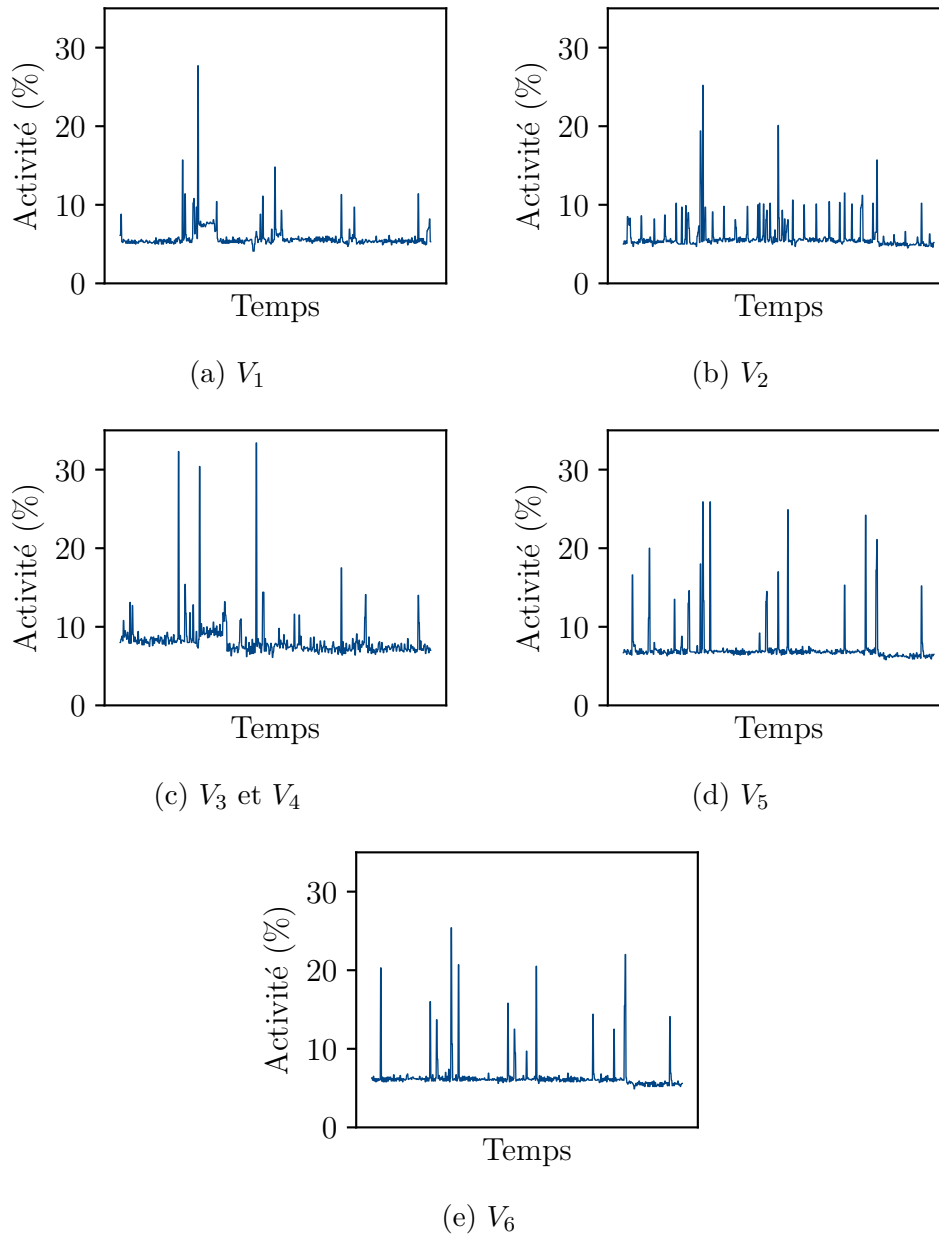 30
20
10
0
Activité (%)
Temps
(a) V1
30
20
10
0
Activité (%)
Temps
(b) V2
30
20
10
0
Activité (%)
Temps
(c) V3 et V4
30
20
10
0
Activité (%)
Temps
(d) V5
30
20
10
0
Activité (%)
Temps
(e) V6